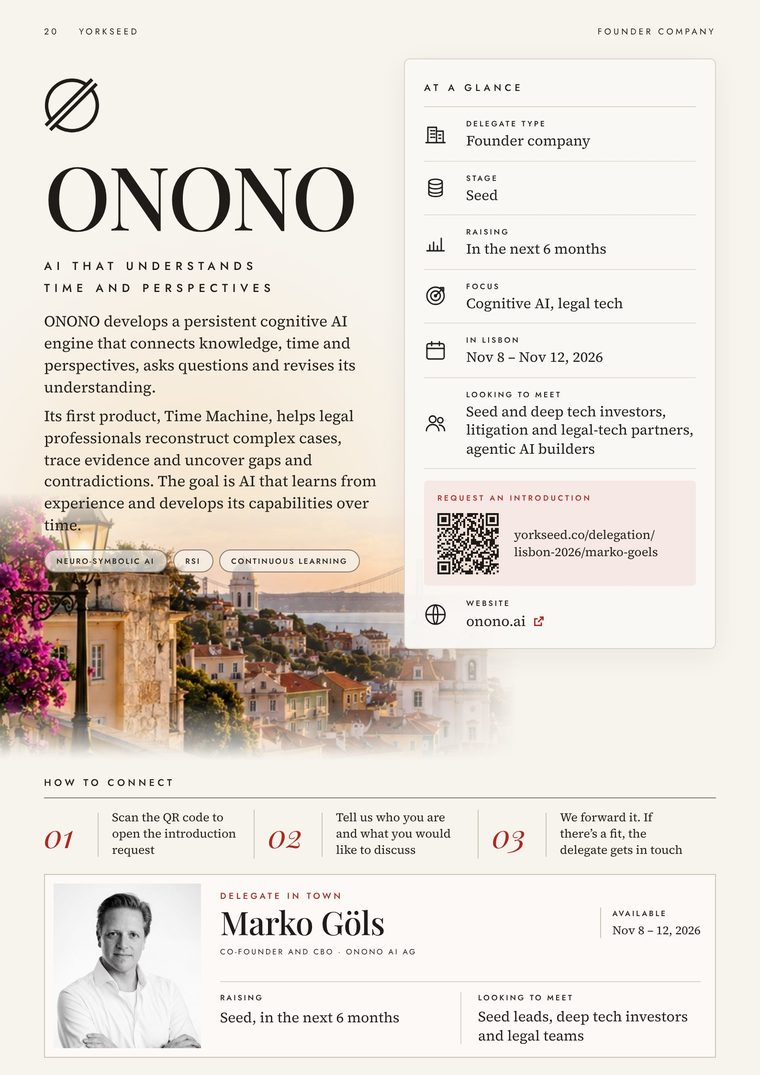 20 YORKSEED
FOUNDER COMPANY
ONONO
AI THAT UNDERSTANDS
TIME AND PERSPECTIVES
ONONO develops a persistent cognitive AI
engine that connects knowledge, time and
perspectives, asks questions and revises its
understanding.
Its first product, Time Machine, helps legal
professionals reconstruct complex cases,
trace evidence and uncover gaps and
contradictions. The goal is AI that learns from
experience and develops its capabilities over
time.
NEURO-SYMBOLIC AI
RSI
CONTINUOUS LEARNING
AT A GLANCE
DELEGATE TYPE
Founder company
STAGE
Seed
RAISING
In the next 6 months
FOCUS
Cognitive AI, legal tech
IN LISBON
Nov 8 – Nov 12, 2026
LOOKING TO MEET
Seed and deep tech investors,
litigation and legal-tech partners,
agentic AI builders
REQUEST AN INTRODUCTION
yorkseed.co/delegation/
lisbon-2026/marko-goels
WEBSITE
onono.ai
HOW TO CONNECT
01
Scan the QR code to
open the introduction
request
02
Tell us who you are
and what you would
like to discuss
03
We forward it. If
there’s a fit, the
delegate gets in touch
DELEGATE IN TOWN
Marko Göls
CO-FOUNDER AND CBO · ONONO AI AG
AVAILABLE
Nov 8 – 12, 2026
RAISING
Seed, in the next 6 months
LOOKING TO MEET
Seed leads, deep tech investors
and legal teams